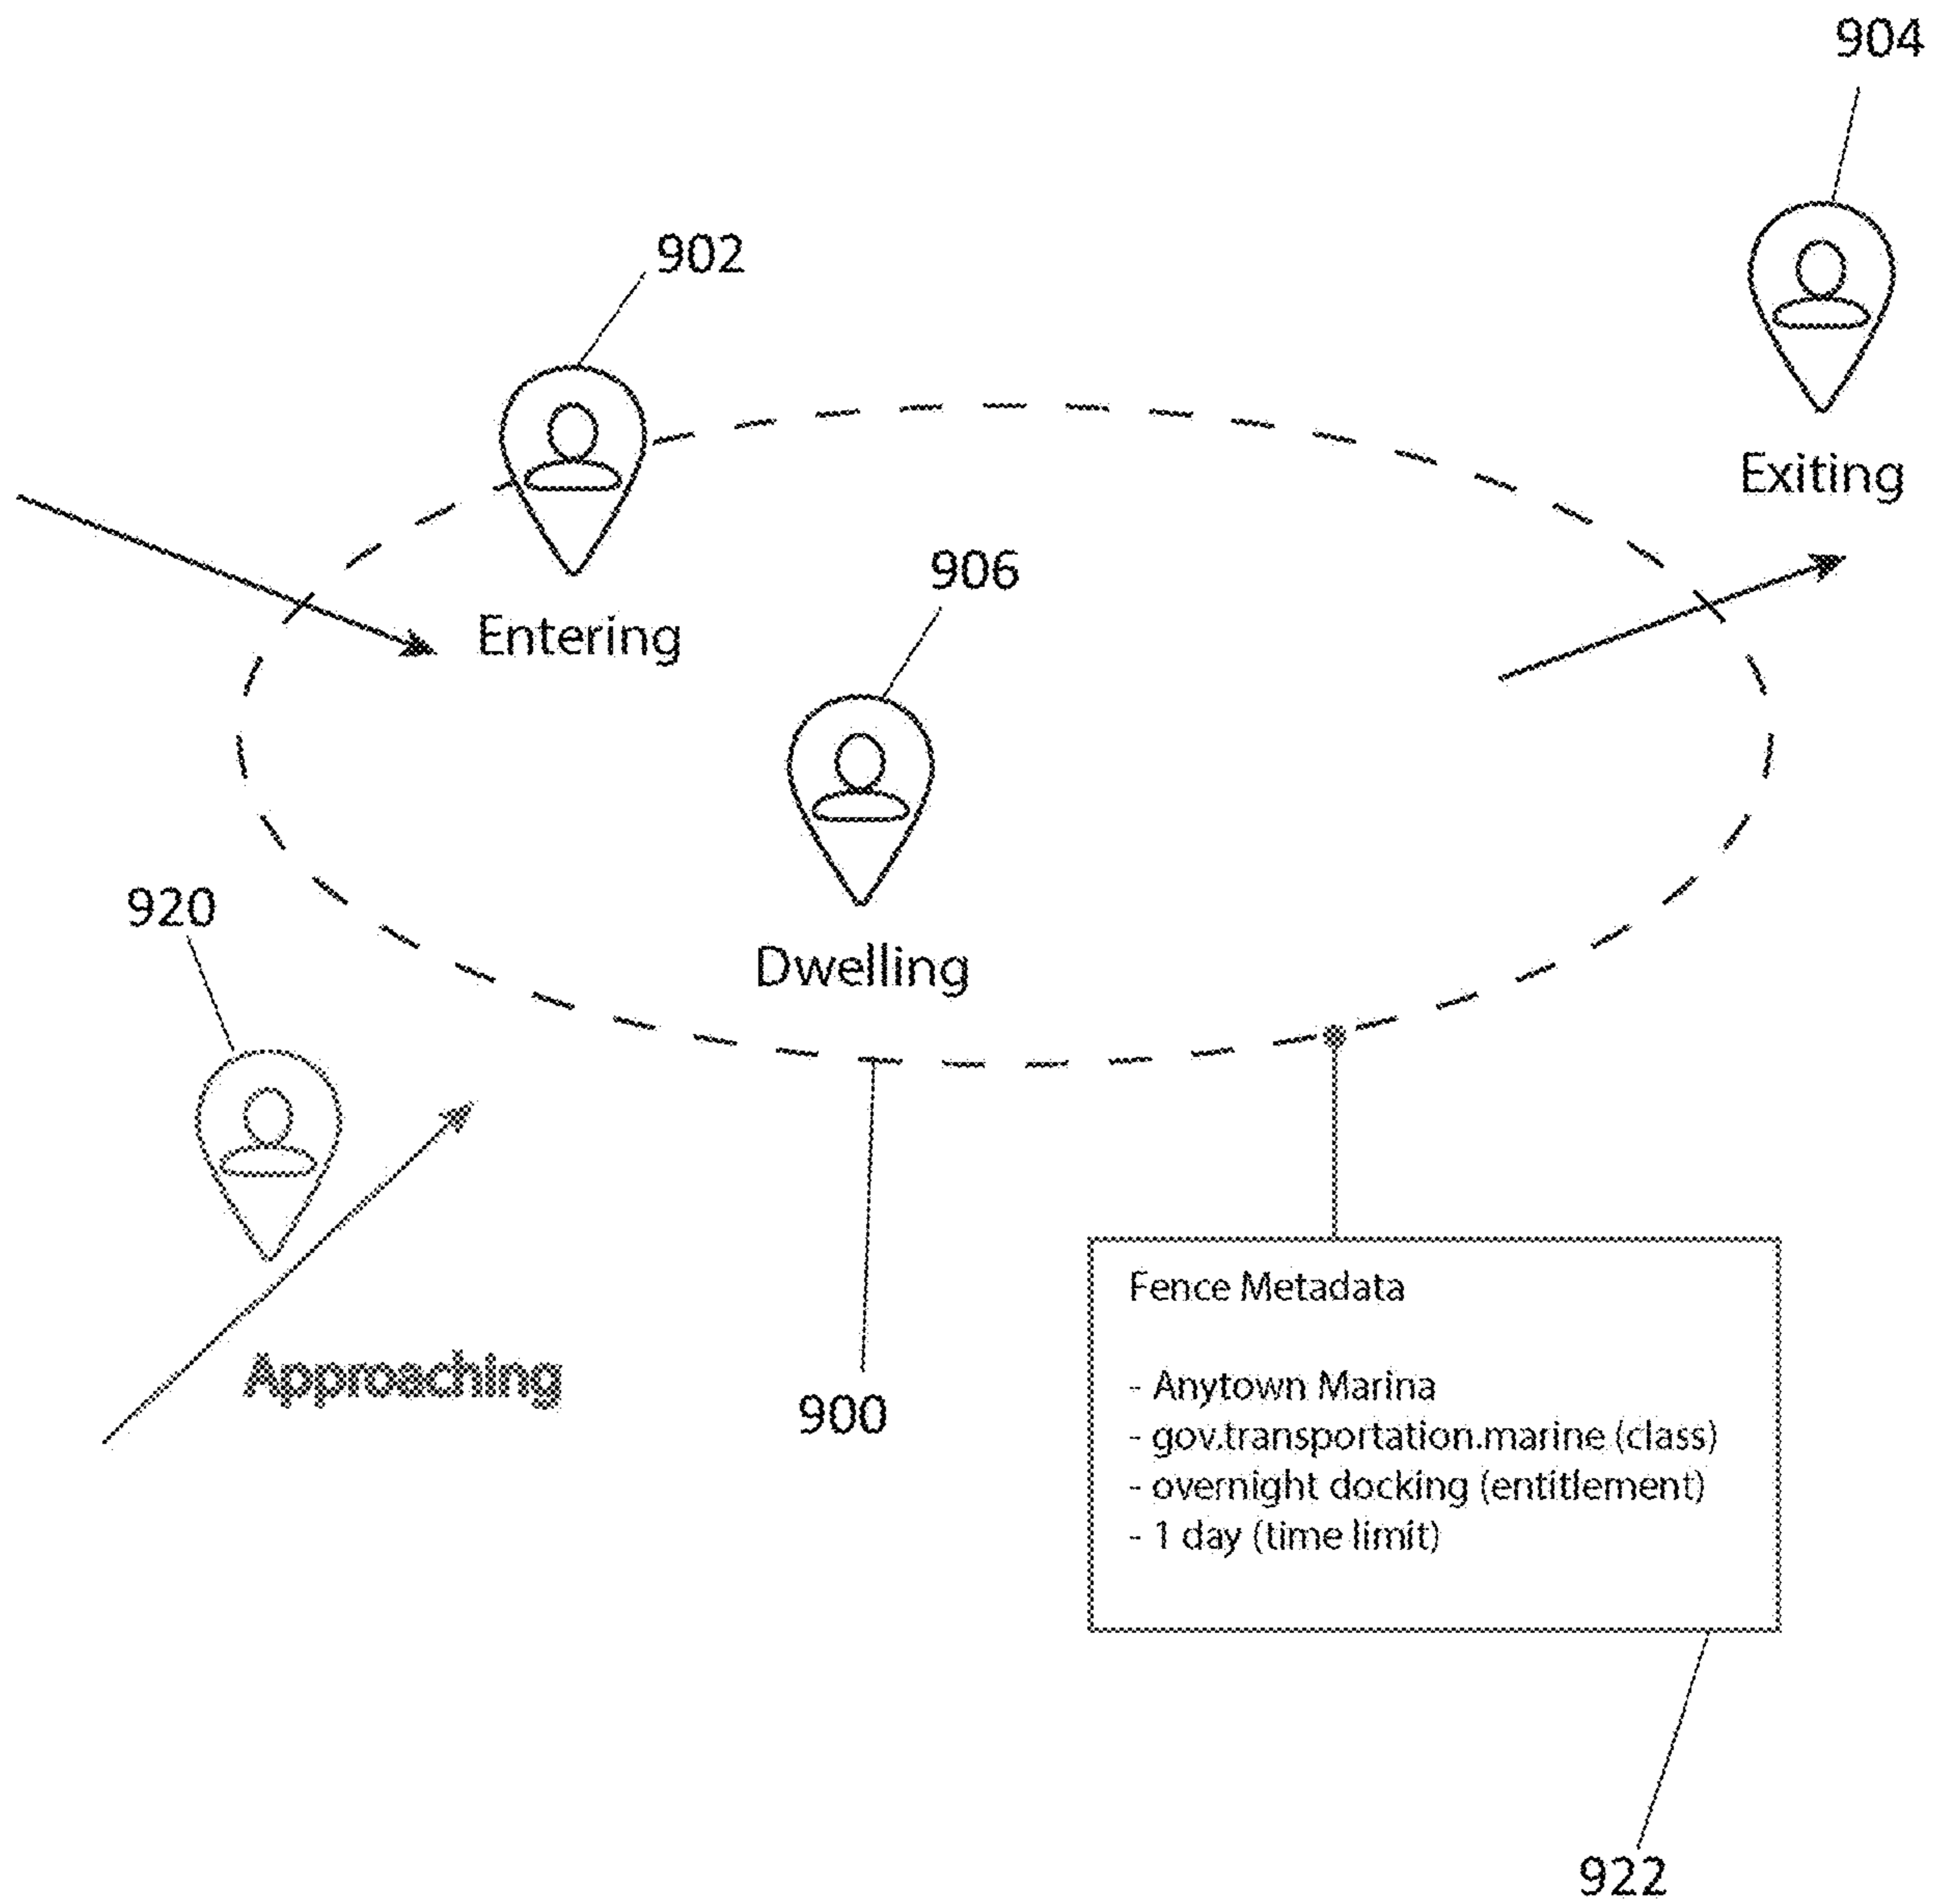 904
902
Exiting
906
Entering
920
Dwelling
Approaching
900
Fence Metadata
- Anytown Marina
- gov.transportation.marine (class)
- overnight docking (entitlement)
- 1 day (time limit)
922